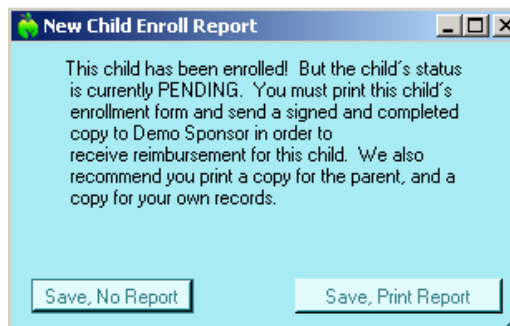 New Child Enroll Report
This child has been enrolled! But the child's status
is currently PENDING. You must print this child's
enrollment form and send a signed and completed
copy to Demo Sponsor in order to
receive reimbursement for this child. We also
recommend you print a copy for the parent, and a
copy for your own records.
Save, No Report
Save, Print Report